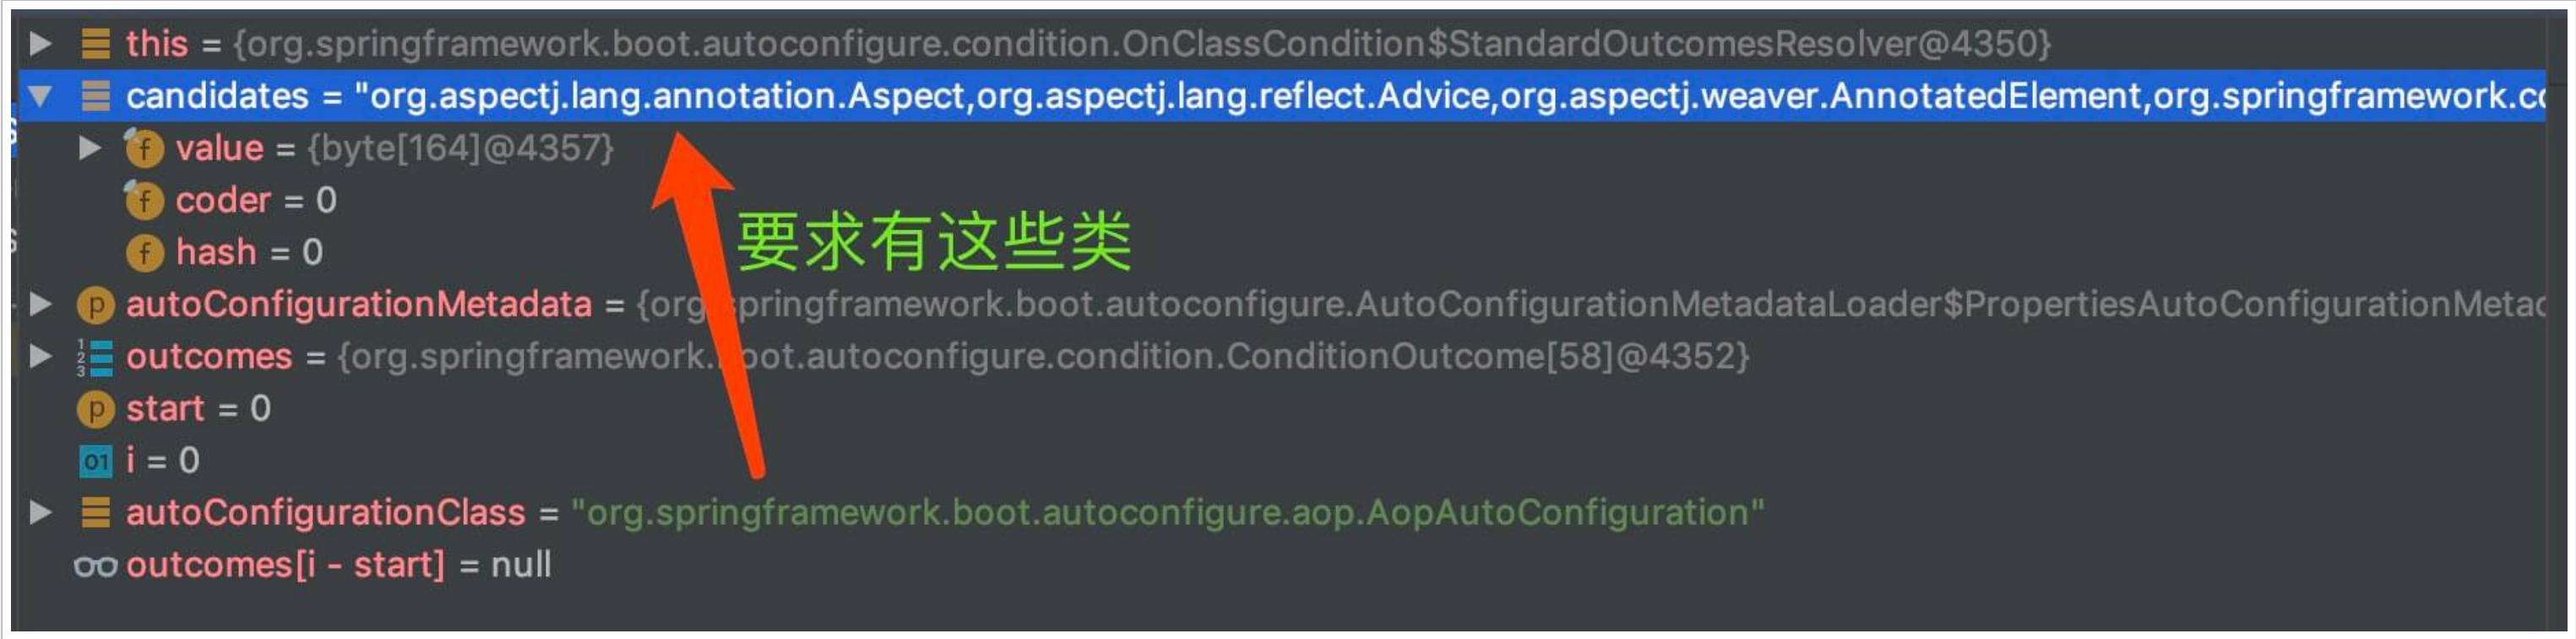 this = {org.springframework.boot.autoconfigure.condition.OnClassCondition$StandardOutcomesResolver@4350}
candidates = "org.aspectj.lang.annotation.Aspect,org.aspectj.lang.reflect.Advice,org.aspectj.weaver.AnnotatedElement,org.springframework.co
value = {byte[164]@4357}
coder = 0
要求有这些类
hash = 0
autoConfigurationMetadata = {org.springframework.boot.autoconfigure.AutoConfigurationMetadataLoader$PropertiesAutoConfigurationMetad
outcomes = {org.springframework.boot.autoconfigure.condition.ConditionOutcome[58]@4352}
start = 0
i = 0
autoConfigurationClass = "org.springframework.boot.autoconfigure.aop.AopAutoConfiguration"
outcomes[i - start] = null